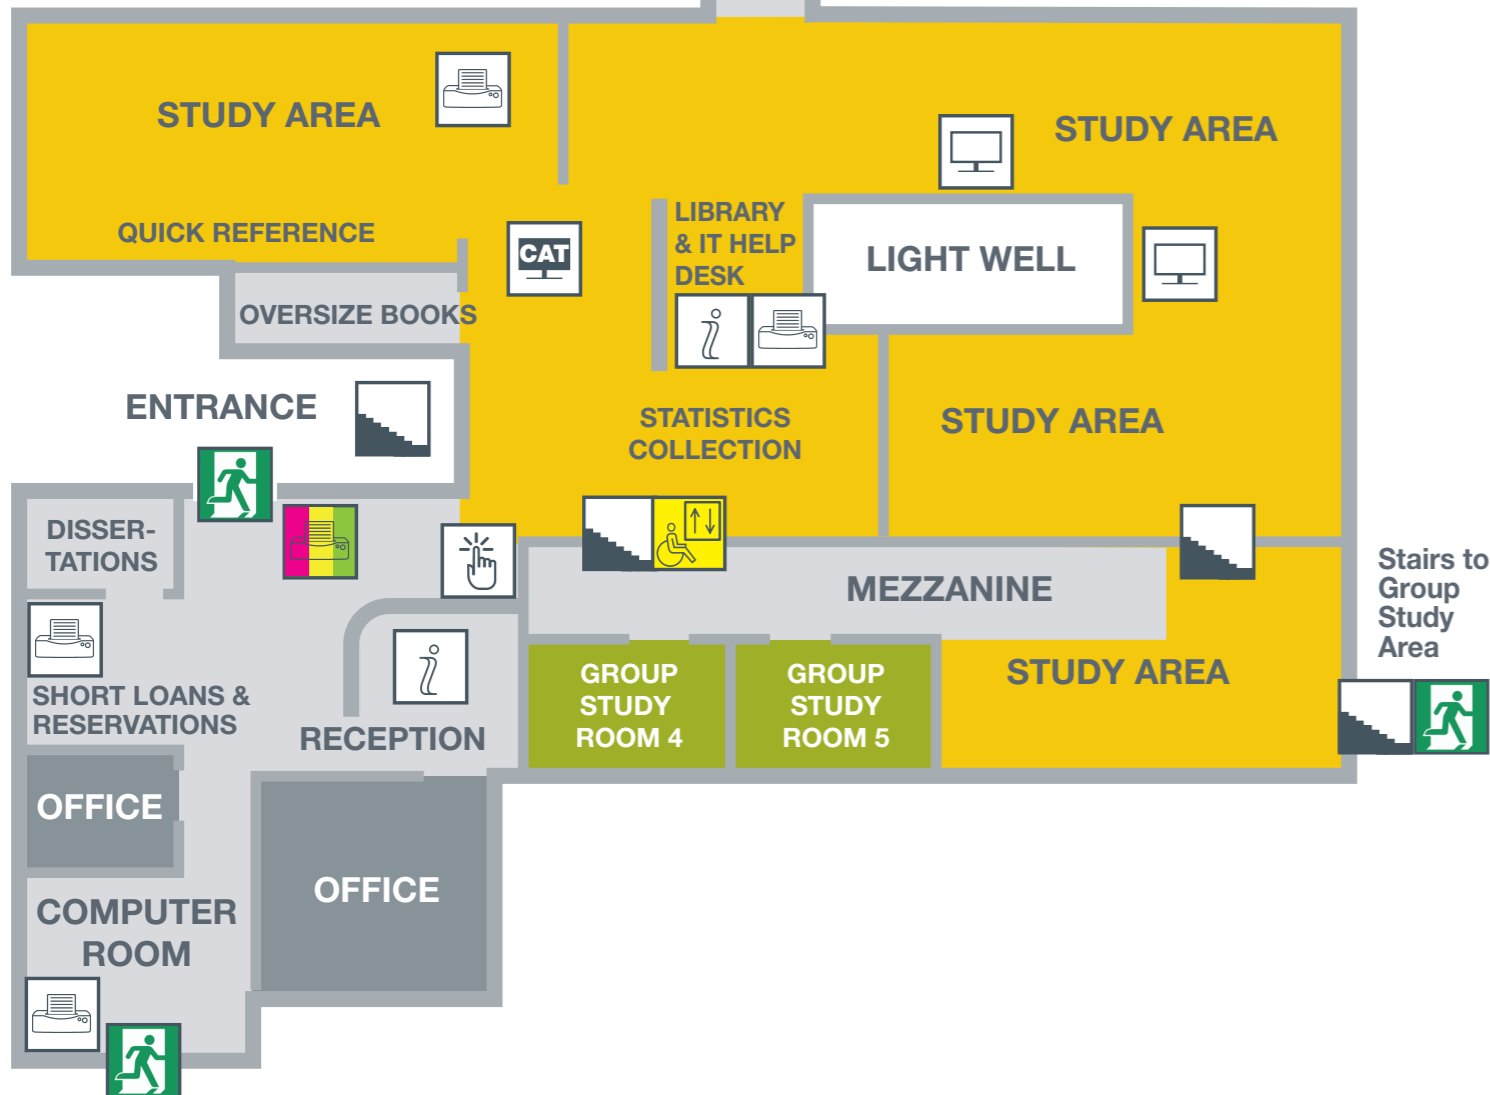 STUDY AREA
STUDY AREA
QUICK REFERENCE
LIBRARY
& IT HELP
DESK
CAT
LIGHT WELL
OVERSIZE BOOKS
ENTRANCE
STATISTICS
COLLECTION
STUDY AREA
DISSER-
TATIONS
MEZZANINE
Stairs to
Group
Study
Area
SHORT LOANS &
RESERVATIONS
RECEPTION
GROUP
STUDY
ROOM 4
GROUP
STUDY
ROOM 5
STUDY AREA
OFFICE
OFFICE
COMPUTER
ROOM